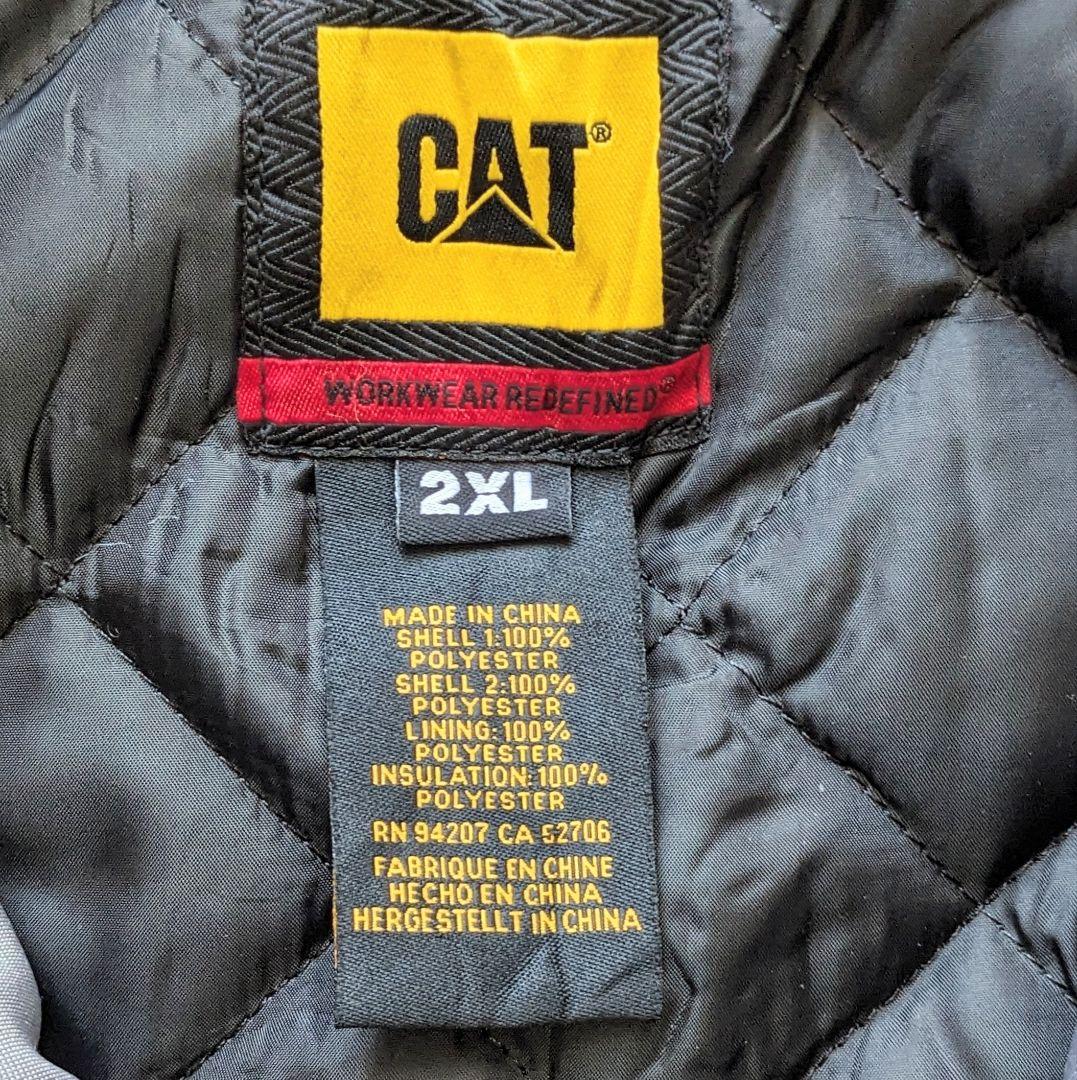 CAT®
WORKWEAR REDEFINED®
2XL
MADE IN CHINA
SHELL 1:100%
POLYESTER
SHELL 2:100%
POLYESTER
LINING: 100%
POLYESTER
INSULATION: 100%
POLYESTER
RN 94207 CA 52706
FABRIQUE EN CHINE
HECHO EN CHINA
HERGESTELLT IN CHINA